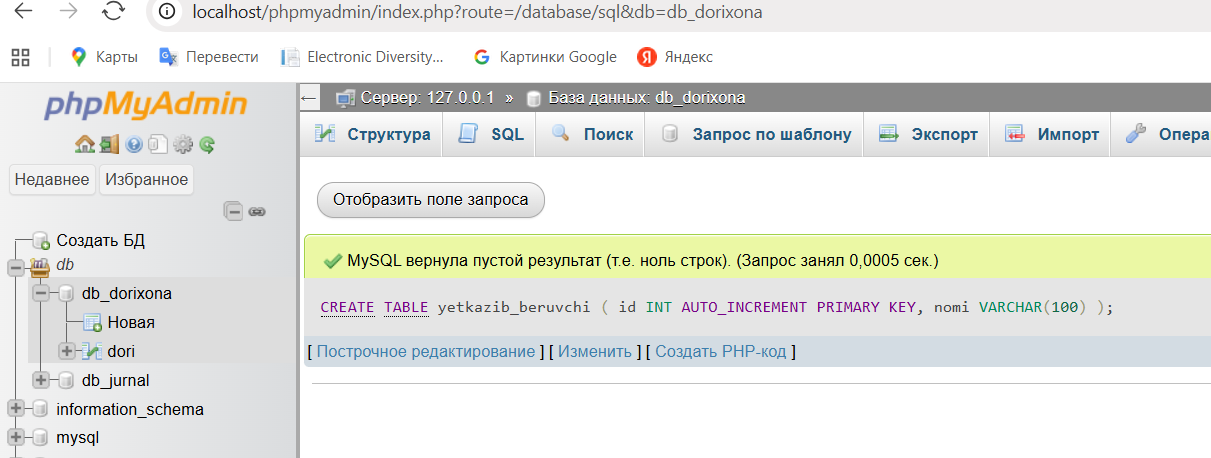 localhost/phpmyadmin/index.php?route=/database/sql&db=db_dorixona
Карты Перевести Electronic Diversity... Картинки Google Яндекс
phpMyAdmin
Недавнее Избранное
Создать БД
db
db_dorixona
Новая
dori
db_jurnal
information_schema
mysql
Сервер: 127.0.0.1 » База данных: db_dorixona
Структура SQL Поиск Запрос по шаблону Экспорт Импорт Опера
Отобразить поле запроса
MySQL вернула пустой результат (т.е. ноль строк). (Запрос занял 0,0005 сек.)
CREATE TABLE yetkazib_beruvchi ( id INT AUTO_INCREMENT PRIMARY KEY, nomi VARCHAR(100) );
[ Построчное редактирование ] [ Изменить ] [ Создать PHP-код ]